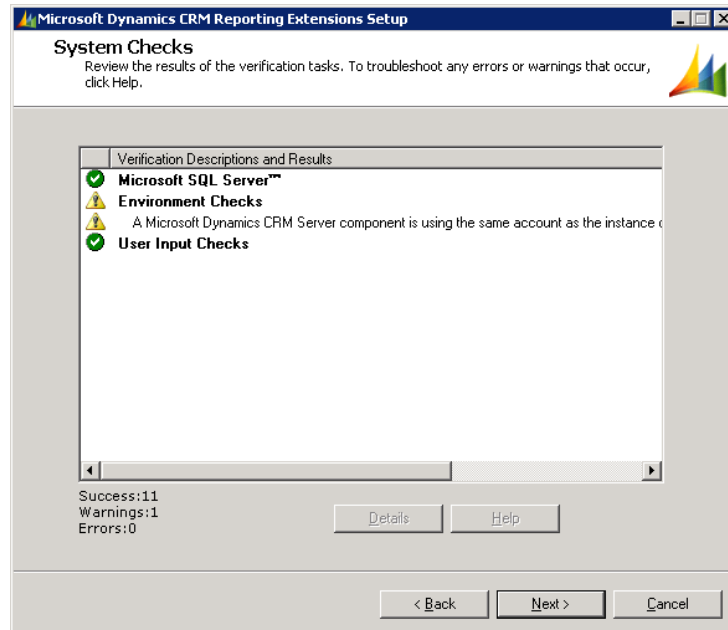 Microsoft Dynamics CRM Reporting Extensions Setup
System Checks
Review the results of the verification tasks. To troubleshoot any errors or warnings that occur,
click Help.
Verification Descriptions and Results
Microsoft SQL Server™
Environment Checks
A Microsoft Dynamics CRM Server component is using the same account as the instance
User Input Checks
Success:11
Warnings:1
Errors:0
Details
Help
< Back
Next >
Cancel